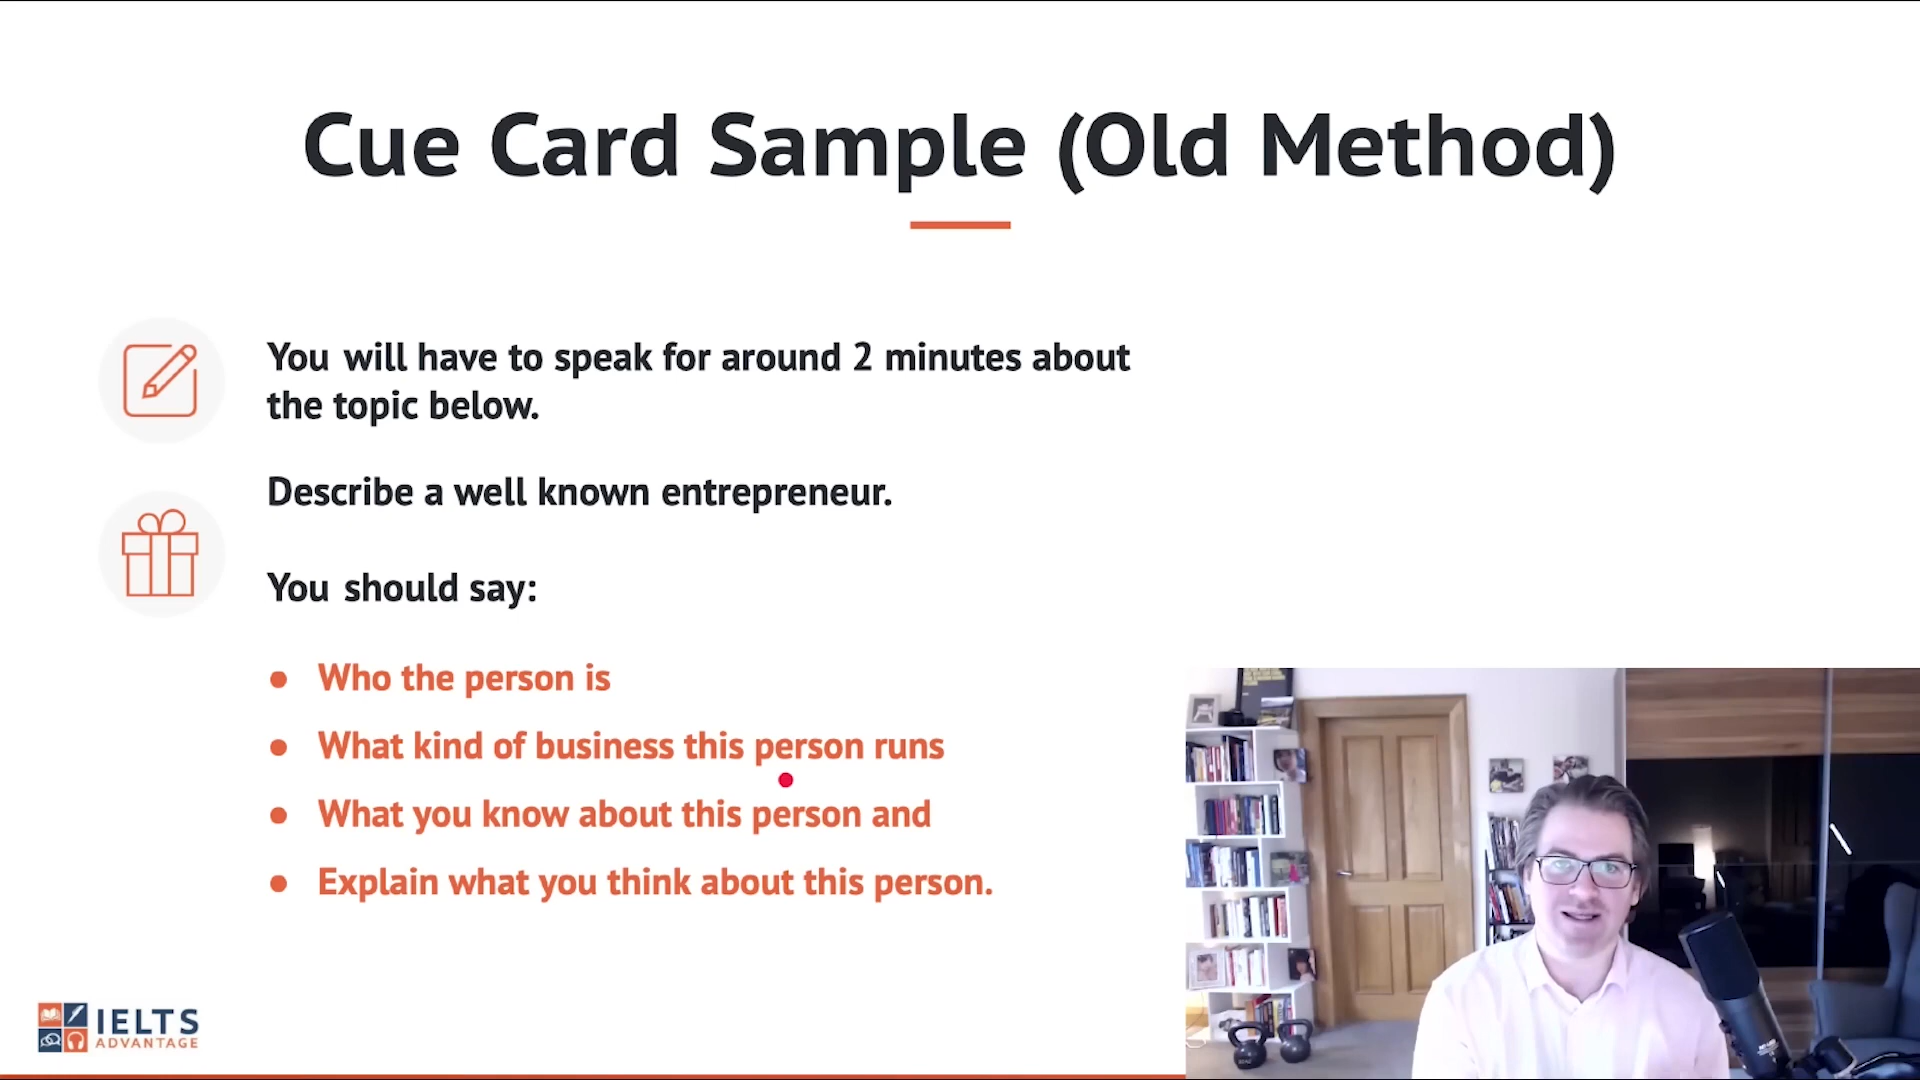 Cue Card Sample (Old Method)
You will have to speak for around 2 minutes about
the topic below.
Describe a well known entrepreneur.
You should say:
● Who the person is
● What kind of business this person runs
● What you know about this person and
● Explain what you think about this person.
IELTS
ADVANTAGE